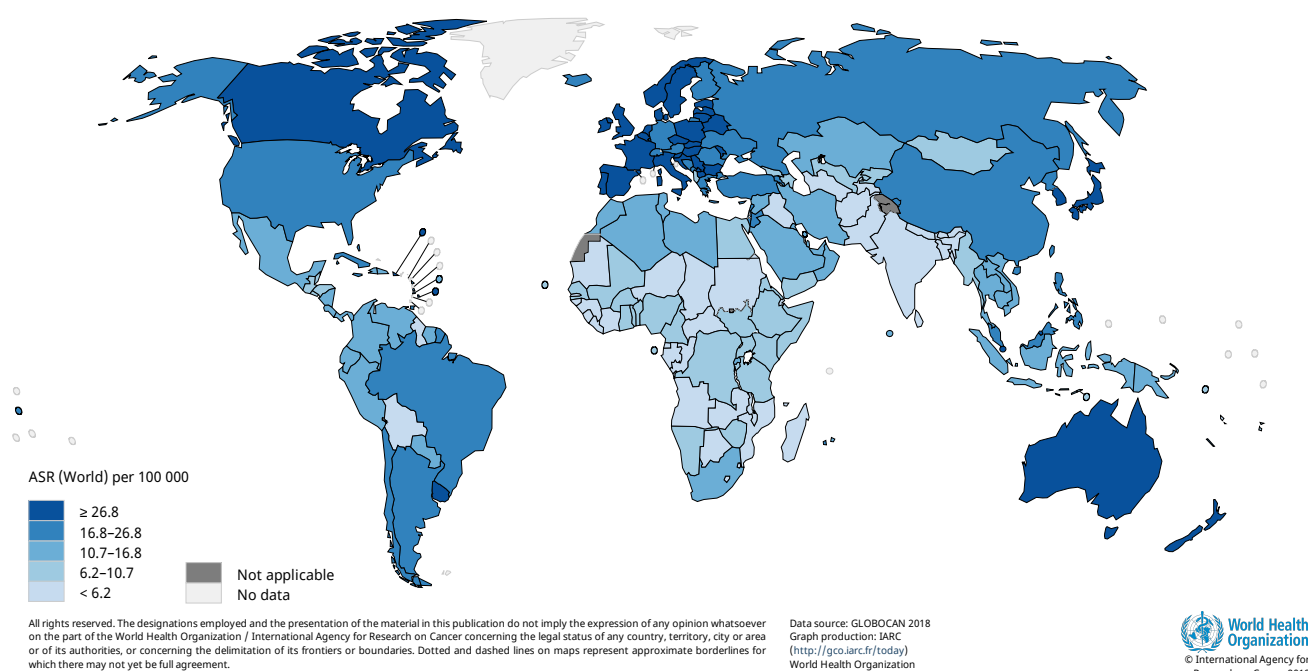 ASR (World) per 100 000
≥ 26.8
16.8–26.8
10.7–16.8
6.2–10.7
< 6.2
Not applicable
No data
All rights reserved. The designations employed and the presentation of the material in this publication do not imply the expression of any opinion whatsoever
on the part of the World Health Organization / International Agency for Research on Cancer concerning the legal status of any country, territory, city or area
or of its authorities, or concerning the delimitation of its frontiers or boundaries. Dotted and dashed lines on maps represent approximate borderlines for
which there may not yet be full agreement.
Data source: GLOBOCAN 2018
Graph production: IARC
(http://gco.iarc.fr/today)
World Health Organization
World Health
Organization
© International Agency for